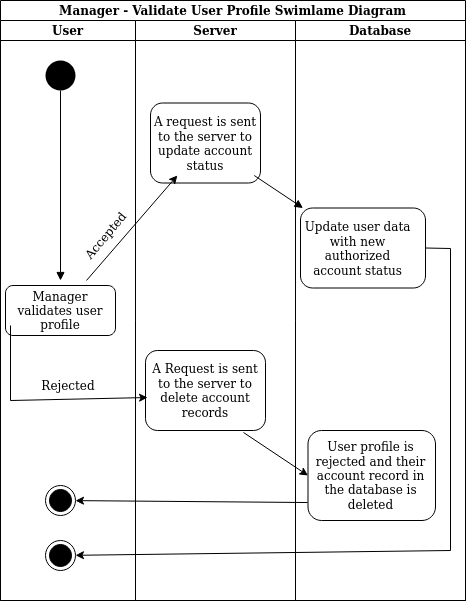 Manager - Validate User Profile Swimlame Diagram
User
Server
Database
A request is sent
to the server to
update account
status
Accepted
Update user data
with new
authorized
account status
Manager
validates user
profile
Rejected
A Request is sent
to the server to
delete account
records
User profile is
rejected and their
account record in
the database is
deleted